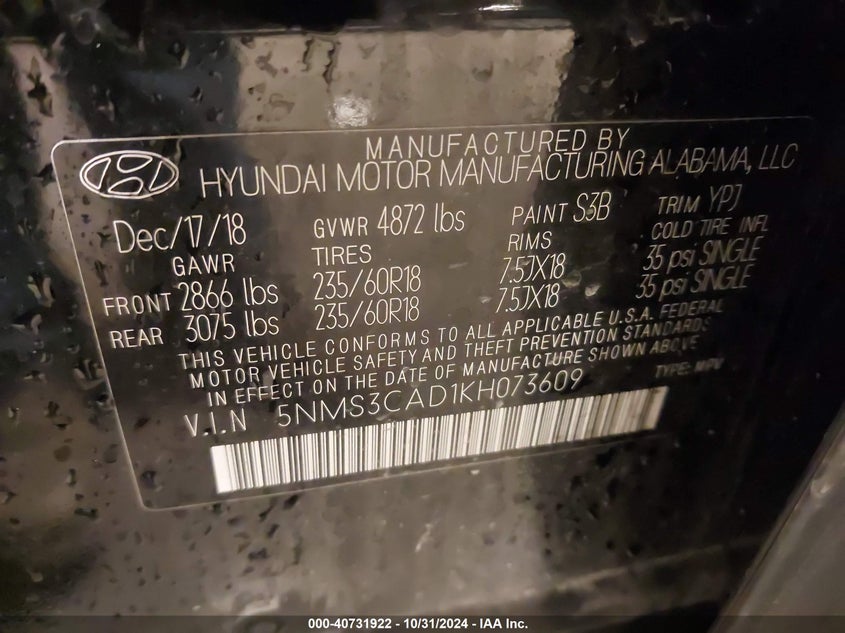 MANUFACTURED BY
HYUNDAI MOTOR MANUFACTURING ALABAMA, LLC
Dec/17/18 GVWR 4872 lbs PAINT S3B TRIM YPJ
GAWR TIRES RIMS COLD TIRE INFL
FRONT 2866 lbs 235/60R18 7.5JX18 35 psi SINGLE
REAR 3075 lbs 235/60R18 7.5JX18 35 psi SINGLE
THIS VEHICLE CONFORMS TO ALL APPLICABLE U.S.A. FEDERAL
MOTOR VEHICLE SAFETY AND THEFT PREVENTION STANDARDS
IN EFFECT ON THE DATE OF MANUFACTURE SHOWN ABOVE
V.I.N 5NMS3CAD1KH073609 TYPE: MPV
000-40731922 - 10/31/2024 - IAA Inc.